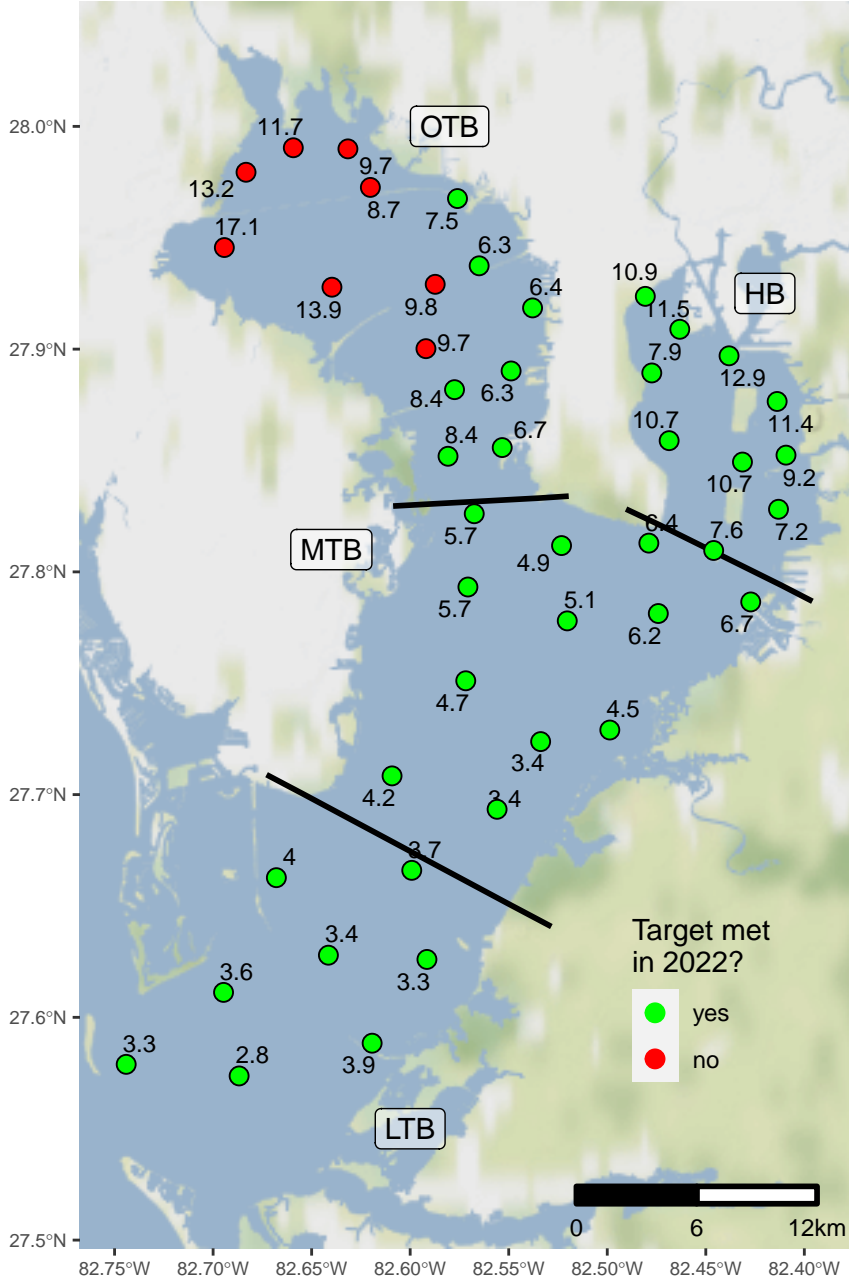 28.0°N
11.7
OTB
9.7
13.2
8.7
7.5
17.1
6.3
10.9
HB
6.4
13.9
9.8
11.5
27.9°N
9.7
7.9
12.9
8.4
6.3
11.4
8.4
6.7
10.7
10.7
9.2
6.4
7.6
7.2
5.7
MTB
4.9
27.8°N
5.7
5.1
6.2
6.7
4.7
4.5
3.4
27.7°N
4.2
3.4
4
3.7
3.4
Target met
in 2022?
3.6
3.3
yes
27.6°N
3.3
2.8
3.9
no
LTB
0
6
12km
27.5°N
82.75°W
82.70°W
82.65°W
82.60°W
82.55°W
82.50°W
82.45°W
82.40°W